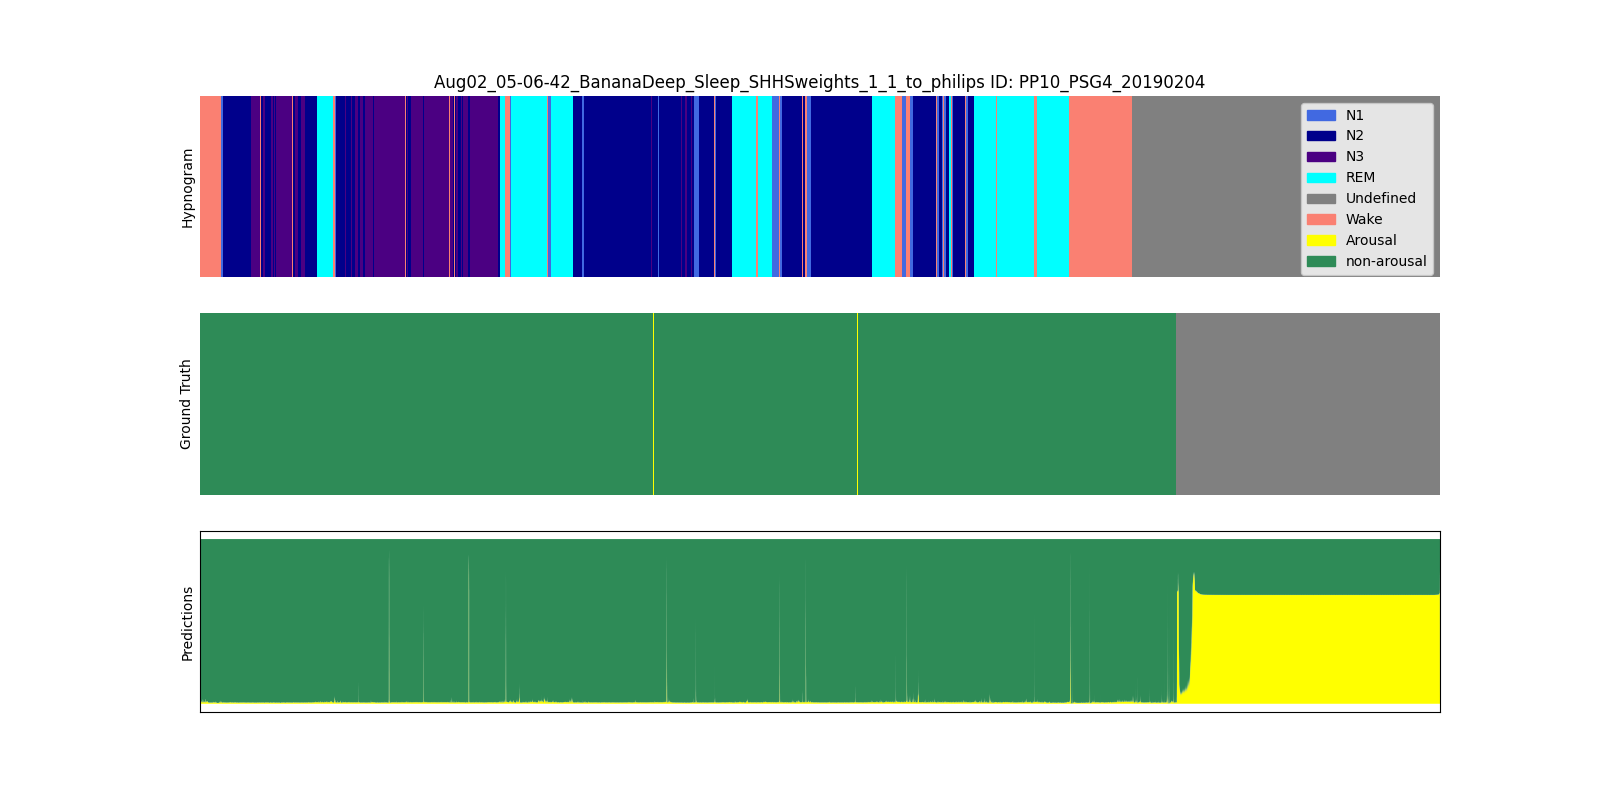 Aug02_05-06-42_BananaDeep_Sleep_SHHSweights_1_1_to_philips ID: PP10_PSG4_20190204
Hypnogram
N1
N2
N3
REM
Undefined
Wake
Arousal
non-arousal
Ground Truth
Predictions